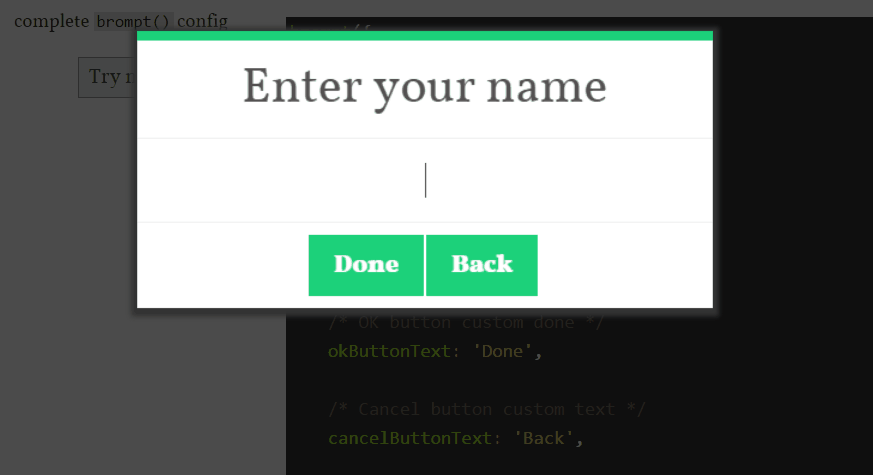 complete brompt() config
Try
Enter your name
Done
Back
/* OK button custom done */
okButtonText: 'Done',
/* Cancel button custom text */
cancelButtonText: 'Back',